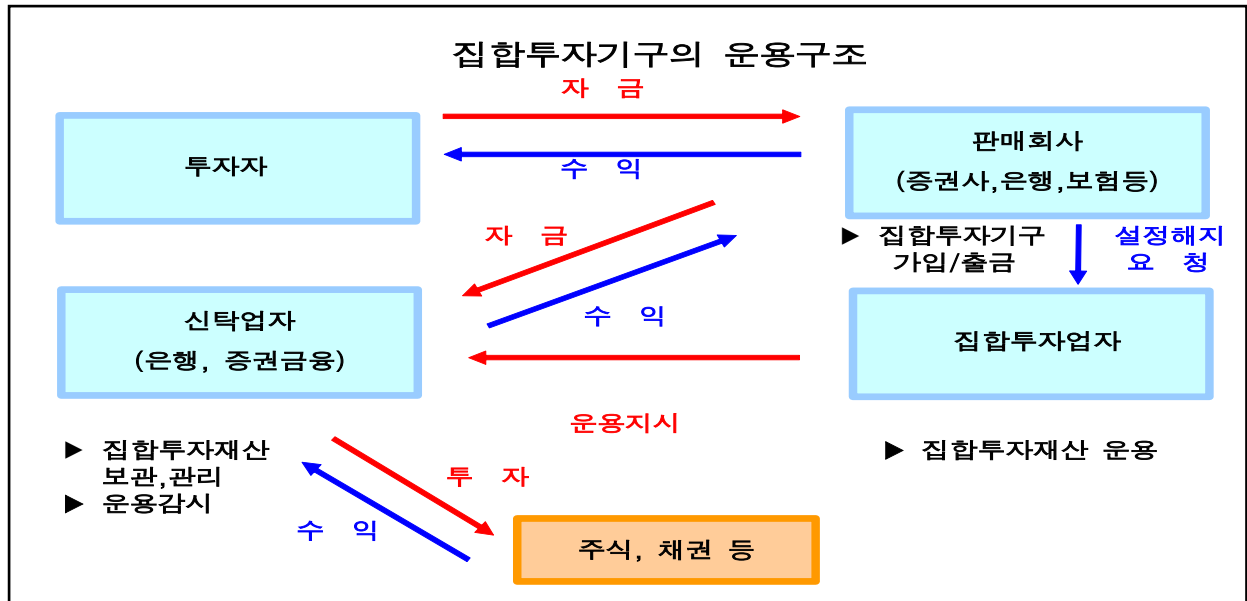 집합투자기구의 운용구조
자 금
투자자
수 익
판매회사
(증권사,은행,보험등)
▶ 집합투자기구
가입/출금
설정해지
요 청
자 금
수 익
신탁업자
(은행, 증권금융)
집합투자업자
운용지시
▶ 집합투자재산
보관,관리
▶ 운용감시
▶ 집합투자재산 운용
투 자
수 익
주식, 채권 등